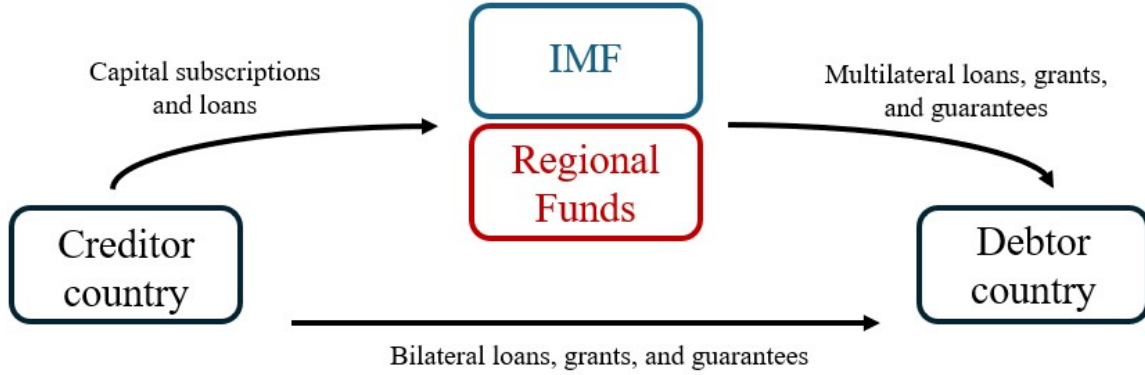 IMF
Capital subscriptions
and loans
Multilateral loans, grants,
and guarantees
Regional
Funds
Creditor
country
Debtor
country
Bilateral loans, grants, and guarantees